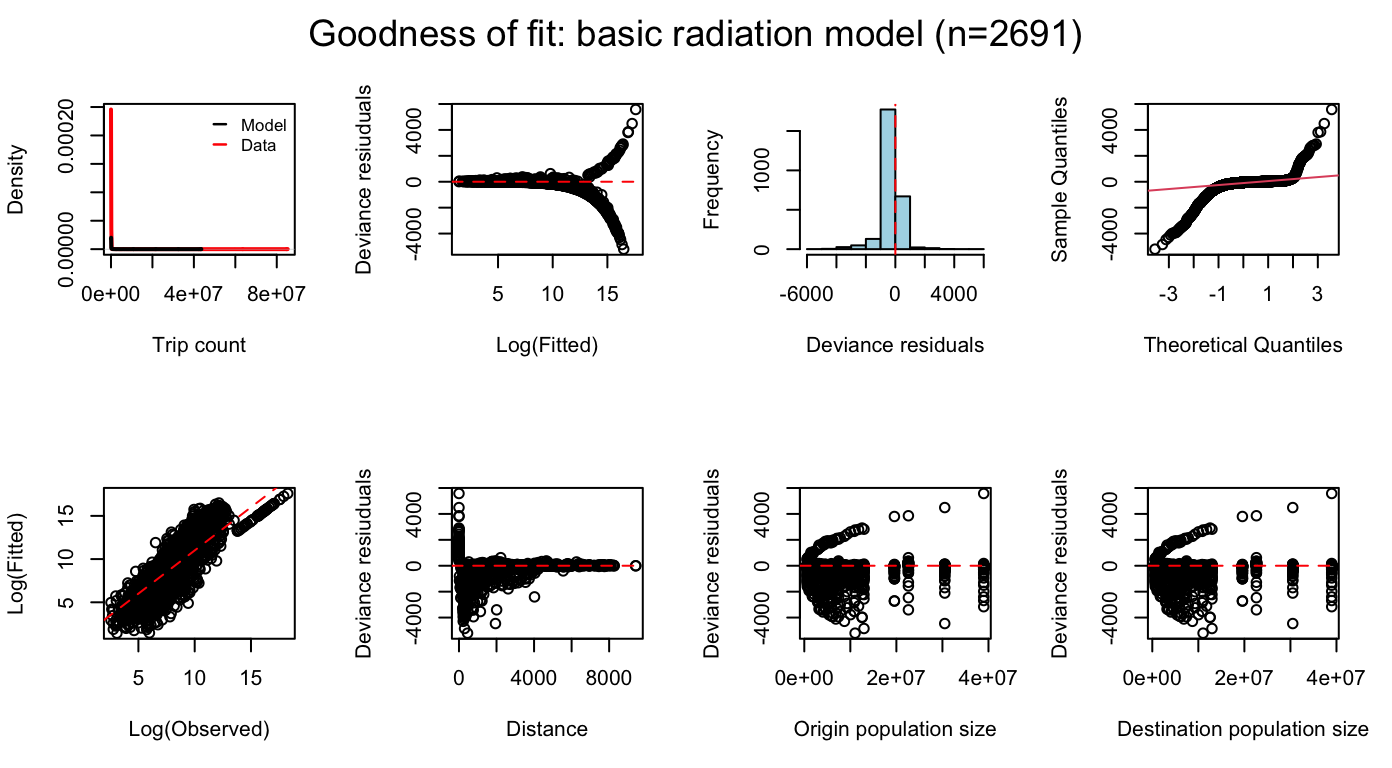 Goodness of fit: basic radiation model (n=2691)
Density
0.00000 0.00020
Model
Data
0e+00 4e+07 8e+07
Trip count
Deviance resiuduals
-4000 0 4000
5 10 15
Log(Fitted)
Frequency
0 1000
-6000 0 4000
Deviance residuals
Sample Quantiles
-4000 0 4000
-3 -1 1 3
Theoretical Quantiles
Log(Fitted)
5 10 15
5 10 15
Log(Observed)
Deviance resiuduals
-4000 0 4000
0 4000 8000
Distance
Deviance resiuduals
-4000 0 4000
0e+00 2e+07 4e+07
Origin population size
Deviance resiuduals
-4000 0 4000
0e+00 2e+07 4e+07
Destination population size